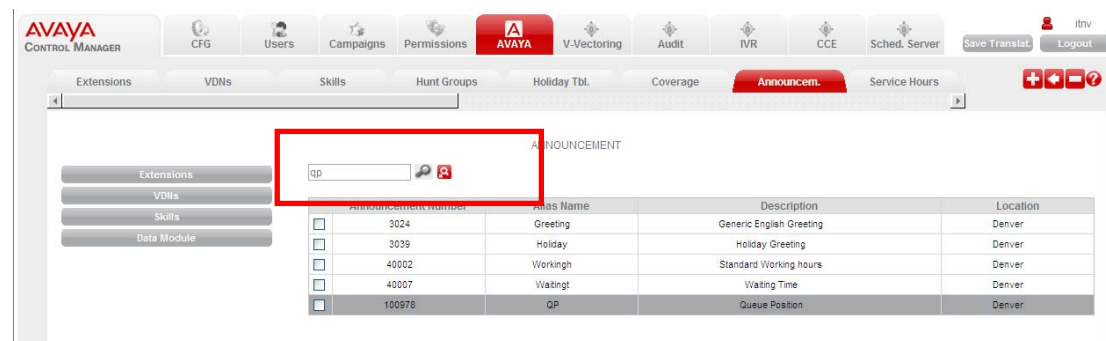 AVAYA
CONTROL MANAGER
CFG Users Campaigns Permissions AVAYA V-Vectoring Audit IVR CCE Sched. Server
itnv
Save Translat. Logout
Extensions VDNs Skills Hunt Groups Holiday Tbl. Coverage Announcem. Service Hours
ANNOUNCEMENT
qp
Extensions
VDNs
Skills
Data Module
Announcement Number Alias Name Description Location
3024 Greeting Generic English Greeting Denver
3039 Holiday Holiday Greeting Denver
40002 Workingh Standard Working hours Denver
40007 Waitingt Waiting Time Denver
100978 QP Queue Position Denver